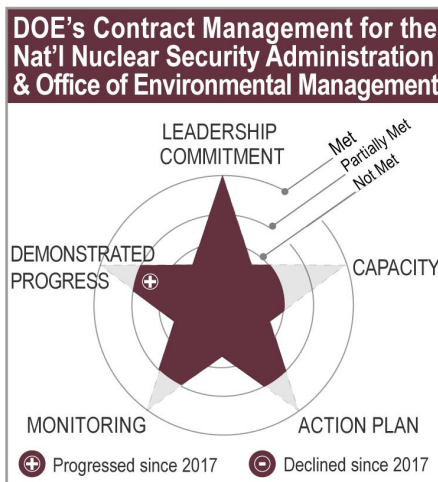 DOE's Contract Management for the
Nat'l Nuclear Security Administration
& Office of Environmental Management
LEADERSHIP
COMMITMENT
Met
Partially Met
Not Met
DEMONSTRATED
PROGRESS
CAPACITY
MONITORING
ACTION PLAN
Progressed since 2017
Declined since 2017